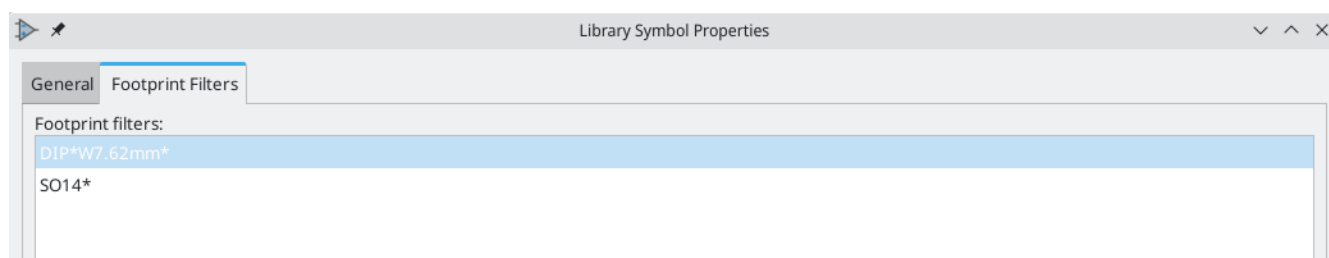 Library Symbol Properties
General Footprint Filters
Footprint filters:
DIP*W7.62mm*
SO14*